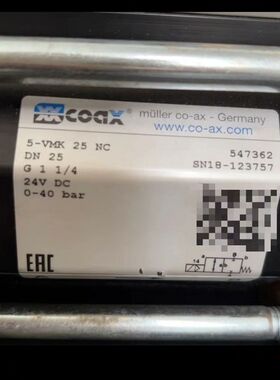 coax® müller co-ax - Germany
www.co-ax.com
5-VMK 25 NC 547362
DN 25 SN18-123757
G 1 1/4
24V DC
0-40 bar
EAC